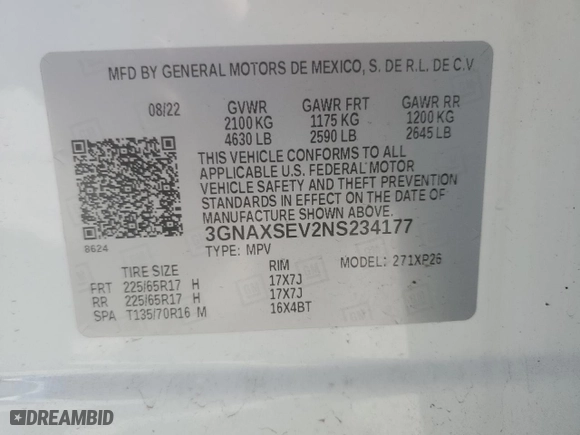 MFD BY GENERAL MOTORS DE MEXICO, S. DE R.L. DE C.V
08/22 GVWR GAWR FRT GAWR RR
2100 KG 1175 KG 1200 KG
4630 LB 2590 LB 2645 LB
THIS VEHICLE CONFORMS TO ALL
APPLICABLE U.S. FEDERAL MOTOR
VEHICLE SAFETY AND THEFT PREVENTION
STANDARDS IN EFFECT ON THE DATE OF
MANUFACTURE SHOWN ABOVE.
3GNAXSEV2NS234177
8624
TYPE: MPV
TIRE SIZE RIM MODEL: 271XP26
FRT 225/65R17 H 17X7J
RR 225/65R17 H 17X7J
SPA T135/70R16 M 16X4BT
DREAMBID